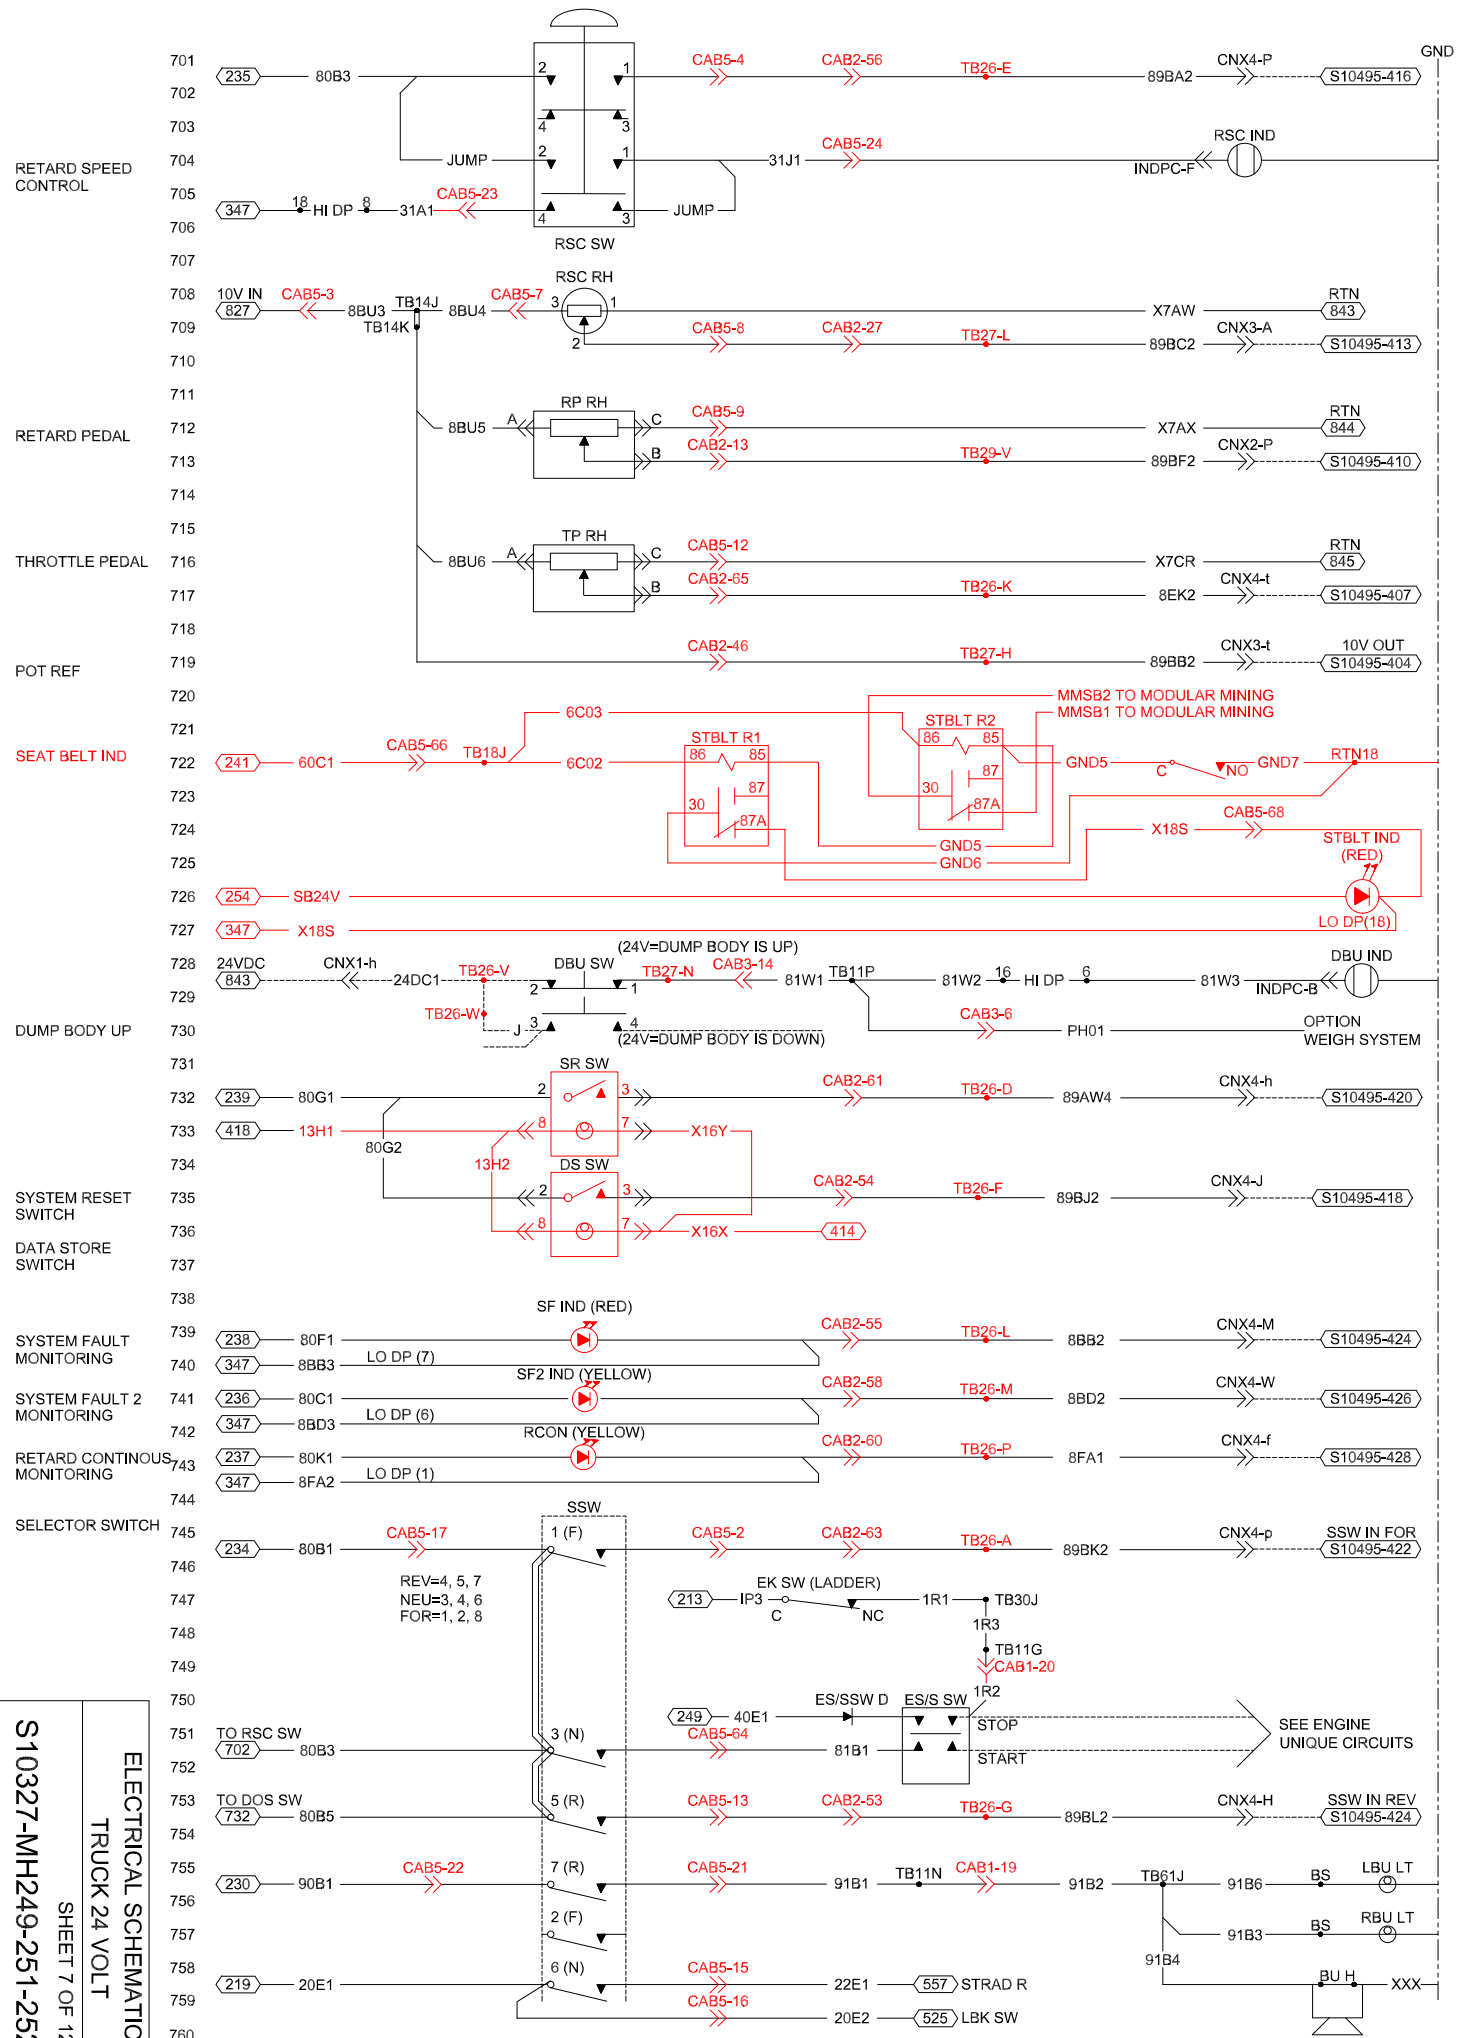 GND
701
235
80B3
2
1
CAB5-4
CAB2-56
TB26-E
89BA2
CNX4-P
S10495-416
702
703
4
3
704
JUMP
2
1
31J1
CAB5-24
INDPC-F
RSC IND
RETARD SPEED
CONTROL
705
347
18
HI DP
8
31A1
CAB5-23
4
3
JUMP
706
RSC SW
707
708
10V IN
827
CAB5-3
8BU3
TB14J
8BU4
CAB5-7
RSC RH
3
1
X7AW
RTN
843
709
TB14K
2
CAB5-8
CAB2-27
TB27-L
89BC2
CNX3-A
S10495-413
710
711
RETARD PEDAL
712
8BU5
A
RP RH
C
CAB5-9
X7AX
RTN
844
713
B
CAB2-13
TB29-V
89BF2
CNX2-P
S10495-410
714
715
THROTTLE PEDAL
716
8BU6
A
TP RH
C
CAB5-12
X7CR
RTN
845
717
B
CAB2-65
TB26-K
8EK2
CNX4-t
S10495-407
718
POT REF
719
CAB2-46
TB27-H
89BB2
CNX3-t
10V OUT
S10495-404
720
MMSB2 TO MODULAR MINING
MMSB1 TO MODULAR MINING
721
6C03
STBLT R1
STBLT R2
SEAT BELT IND
722
241
60C1
CAB5-66
TB18J
6C02
86
85
86
85
GND5
C
NO
GND7
RTN18
723
30
87
30
87
724
87A
87A
X18S
CAB5-68
725
GND5
GND6
STBLT IND
(RED)
726
254
SB24V
727
347
X18S
LO DP(18)
728
24VDC
843
CNX1-h
24DC1
TB26-V
(24V=DUMP BODY IS UP)
DBU SW
2
1
TB27-N
CAB3-14
81W1
TB11P
81W2
16
HI DP
6
81W3
INDPC-B
DBU IND
729
TB26-W
DUMP BODY UP
730
J
3
4
(24V=DUMP BODY IS DOWN)
CAB3-6
PH01
OPTION
WEIGH SYSTEM
731
SR SW
732
239
80G1
2
3
CAB2-61
TB26-D
89AW4
CNX4-h
S10495-420
733
418
13H1
80G2
8
7
X16Y
734
13H2
DS SW
SYSTEM RESET
SWITCH
735
2
3
CAB2-54
TB26-F
89BJ2
CNX4-J
S10495-418
736
8
7
X16X
414
DATA STORE
SWITCH
737
738
SF IND (RED)
SYSTEM FAULT
MONITORING
739
238
80F1
CAB2-55
TB26-L
8BB2
CNX4-M
S10495-424
740
347
8BB3
LO DP (7)
SF2 IND (YELLOW)
SYSTEM FAULT 2
MONITORING
741
236
80C1
CAB2-58
TB26-M
8BD2
CNX4-W
S10495-426
742
347
8BD3
LO DP (6)
RCON (YELLOW)
RETARD CONTINOUS
MONITORING
743
237
80K1
CAB2-60
TB26-P
8FA1
CNX4-f
S10495-428
347
8FA2
LO DP (1)
744
SSW
SELECTOR SWITCH
745
234
80B1
CAB5-17
1 (F)
CAB5-2
CAB2-63
TB26-A
89BK2
CNX4-p
SSW IN FOR
S10495-422
746
REV=4, 5, 7
NEU=3, 4, 6
FOR=1, 2, 8
747
213
IP3
EK SW (LADDER)
C
NC
1R1
TB30J
748
1R3
TB11G
749
CAB1-20
750
1R2
751
249
40E1
ES/SSW D
ES/S SW
STOP
SEE ENGINE
UNIQUE CIRCUITS
TO RSC SW
702
80B3
3 (N)
CAB5-64
81B1
START
752
753
TO DOS SW
732
80B5
5 (R)
CAB5-13
CAB2-53
TB26-G
89BL2
CNX4-H
SSW IN REV
S10495-424
754
755
230
90B1
CAB5-22
7 (R)
CAB5-21
91B1
TB11N
CAB1-19
91B2
TB61J
91B6
BS
LBU LT
756
757
2 (F)
91B3
BS
RBU LT
758
91B4
219
20E1
6 (N)
CAB5-15
22E1
557
STRAD R
BU H
XXX
759
CAB5-16
20E2
525
LBK SW
760
ELECTRICAL SCHEMATIC
TRUCK 24 VOLT
SHEET 7 OF 12
S10327-MH249-251-252